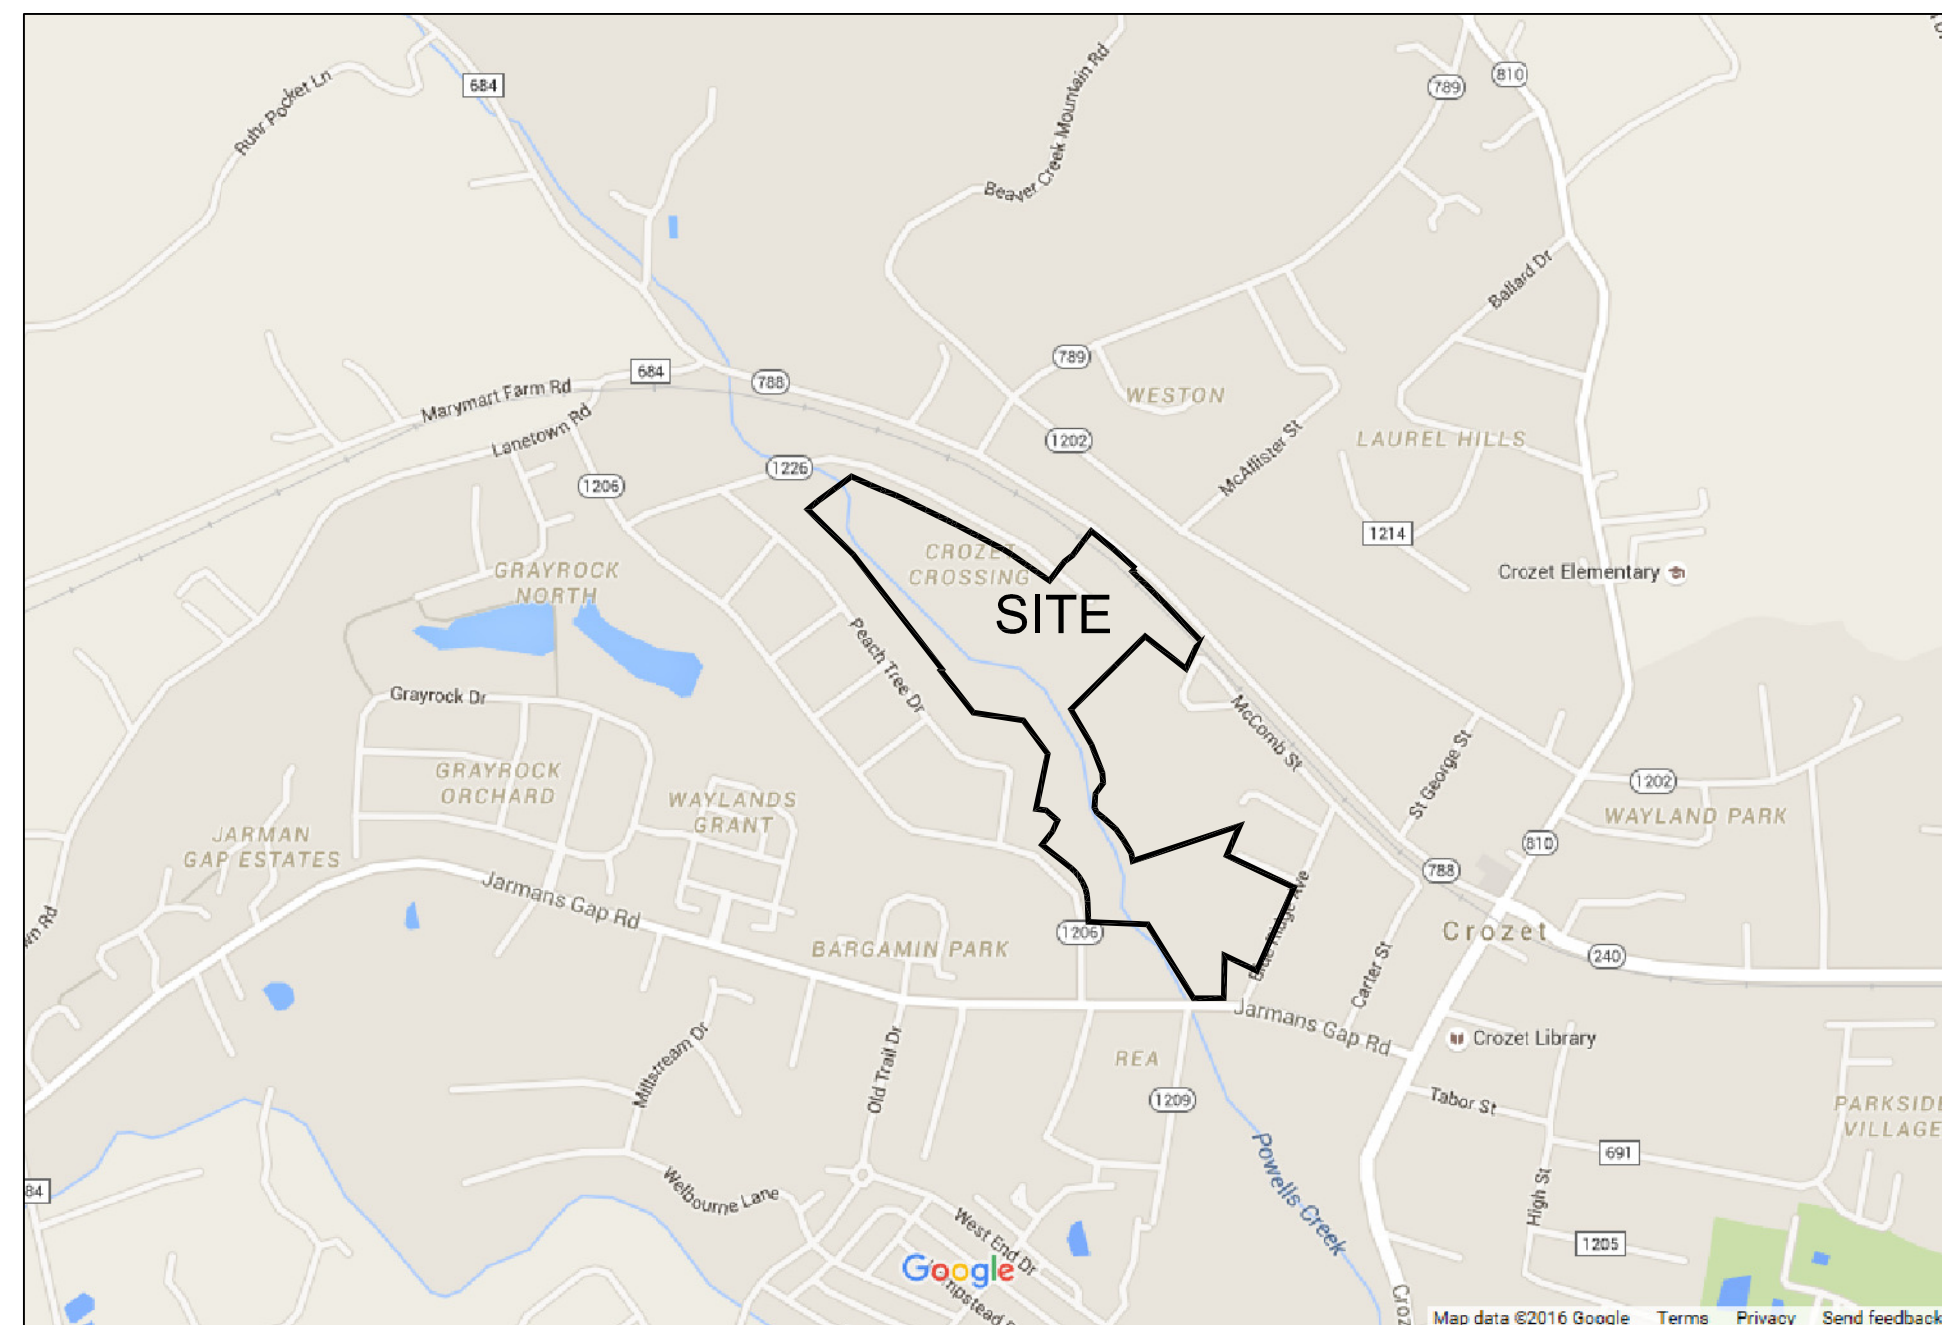 810
789
684
Ruhr Pocket Ln
Beaver Creek Mountain Rd
Ballard Dr
789
684
788
Marymart Farm Rd
WESTON
Lanetown Rd
1202
LAUREL HILLS
McAllister St
1226
1206
1214
CROZET
CROSSING
Crozet Elementary
GRAYROCK
NORTH
SITE
Peach Tree Dr
Grayrock Dr
McComb St
St George St
GRAYROCK
ORCHARD
WAYLANDS
GRANT
1202
WAYLAND PARK
JARMAN
GAP ESTATES
810
788
Jarmans Gap Rd
Blue Ridge Ave
BARGAMIN PARK
1206
Crozet
240
Carter St
Jarmans Gap Rd
Crozet Library
REA
Millstream Dr
Old Trail Dr
1209
Tabor St
PARKSIDE
VILLAGE
691
Powells Creek
84
Welbourne Lane
High St
West End Dr
1205
Google
Map data ©2016 Google Terms Privacy Send feedback